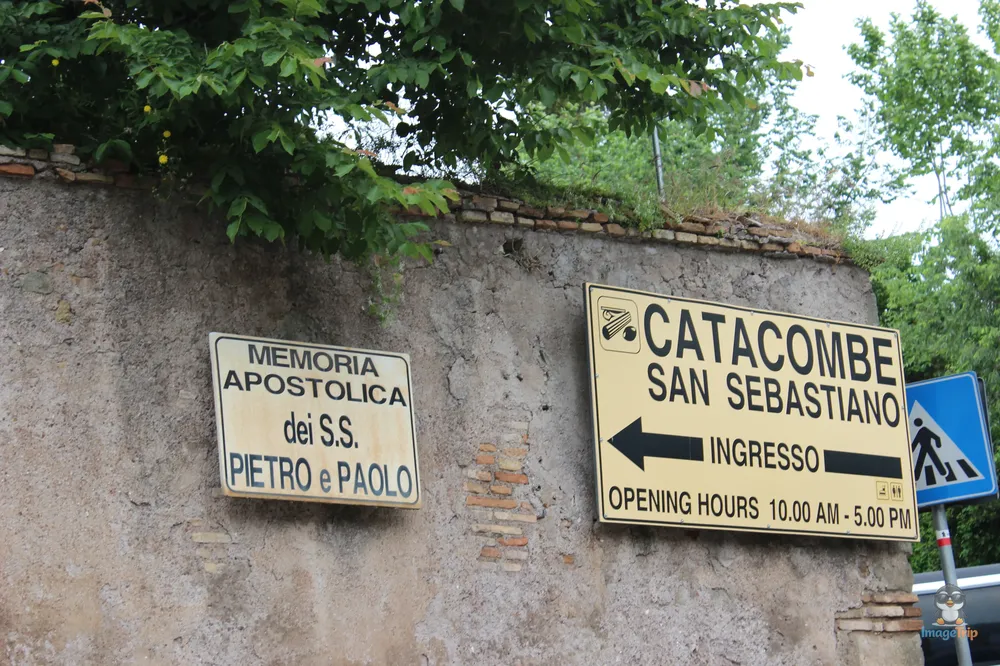 MEMORIA
APOSTOLICA
dei S.S.
PIETRO e PAOLO
CATACOMBE
SAN SEBASTIANO
INGRESSO
OPENING HOURS 10.00 AM - 5.00 PM
ImageTrip